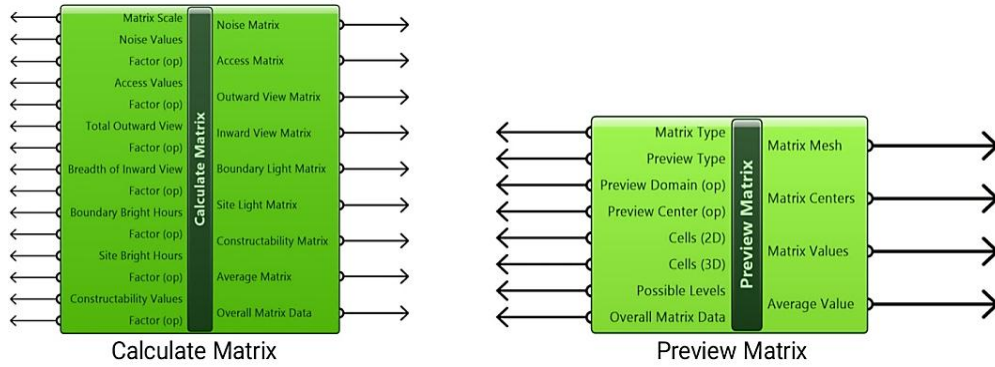 Matrix Scale
Noise Values
Factor (op)
Access Values
Factor (op)
Total Outward View
Factor (op)
Breadth of Inward View
Factor (op)
Boundary Bright Hours
Factor (op)
Site Bright Hours
Factor (op)
Constructability Values
Factor (op)
Calculate Matrix
Noise Matrix
Access Matrix
Outward View Matrix
Inward View Matrix
Boundary Light Matrix
Site Light Matrix
Constructability Matrix
Average Matrix
Overall Matrix Data
Calculate Matrix
Matrix Type
Preview Type
Preview Domain (op)
Preview Center (op)
Cells (2D)
Cells (3D)
Possible Levels
Overall Matrix Data
Preview Matrix
Matrix Mesh
Matrix Centers
Matrix Values
Average Value
Preview Matrix